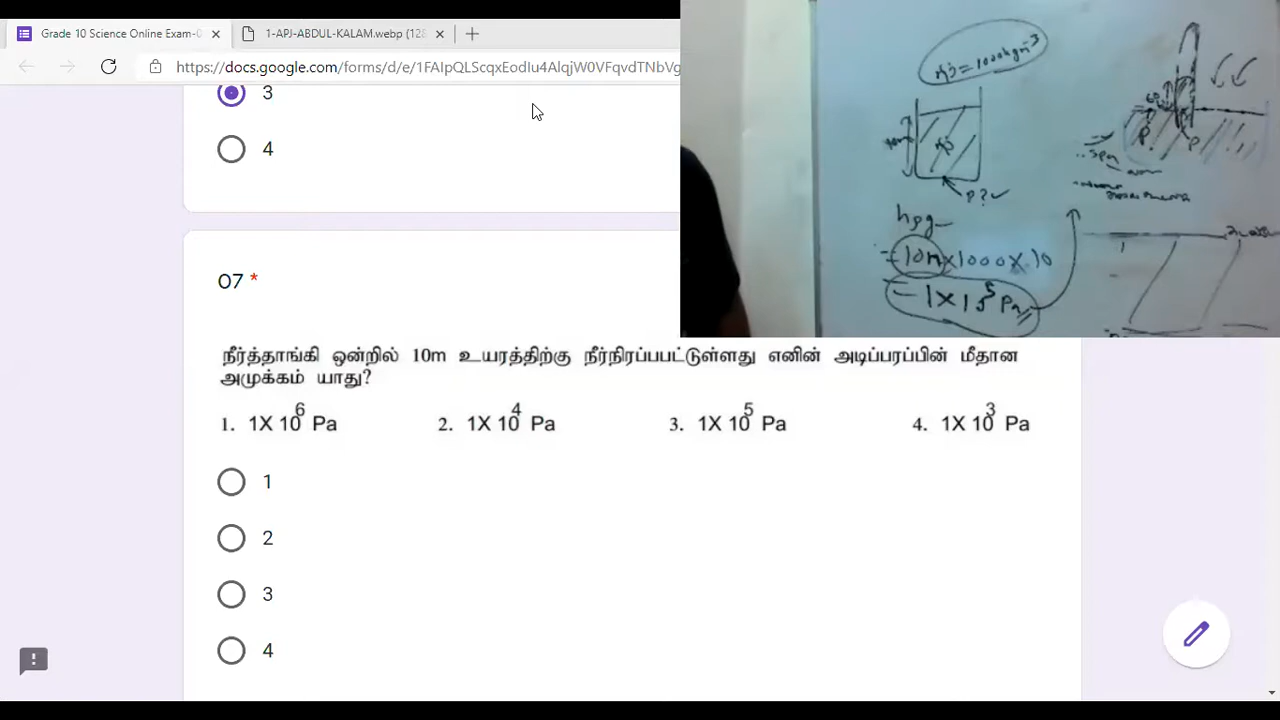 Grade 10 Science Online Exam-0
1-APJ-ABDUL-KALAM.webp (128
https://docs.google.com/forms/d/e/1FAIpQLScqxEodIu4AlqjW0VFqvdTNbVg
3
4
07 *
நீர்த்தாங்கி ஒன்றில் 10m உயரத்திற்கு நீர்நிரப்பபட்டுள்ளது எனின் அடிப்பரப்பின் மீதான
அமுக்கம் யாது?
1. 1X 10⁶ Pa 2. 1X 10⁴ Pa 3. 1X 10⁵ Pa 4. 1X 10³ Pa
1
2
3
4
நீர் = 1000kgm⁻³
நீர்
P?
hρg
= 10m×1000×10
= 1×10⁵ Pa
P
P